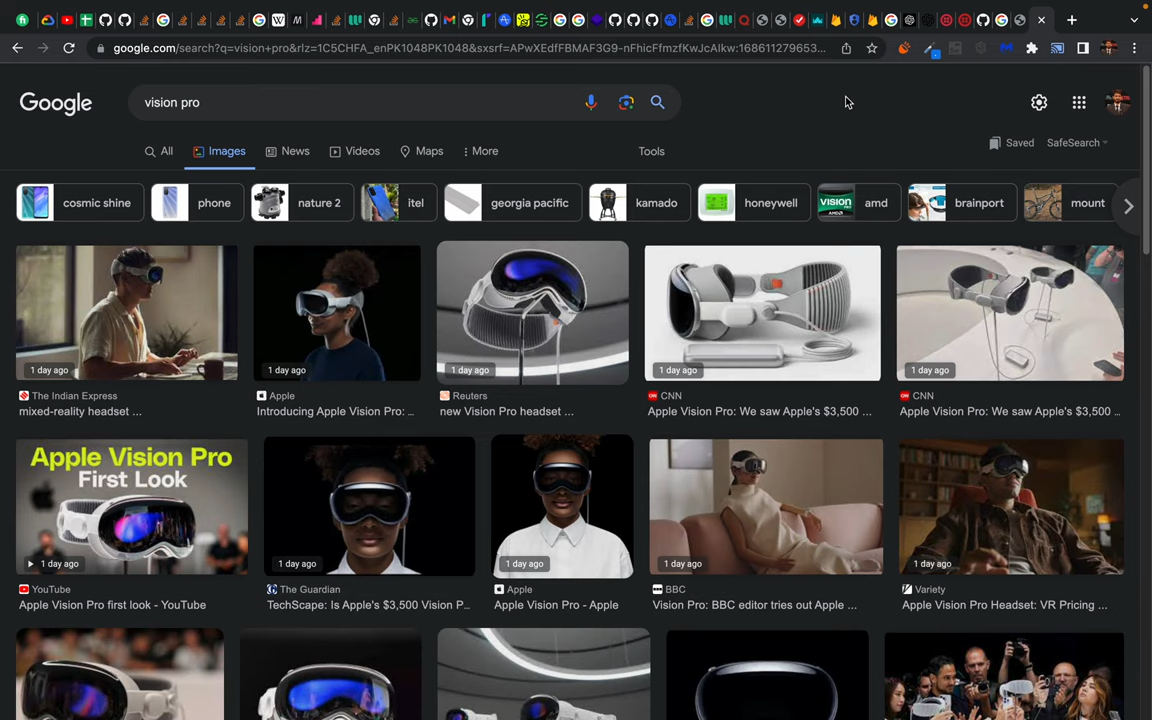 google.com/search?q=vision+pro&rlz=1C5CHFA_enPK1048PK1048&sxsrf=APwXEdfFBMAF3G9-nFhicFfmzfKwJcAlkw:168611279653...
Google
vision pro
All
Images
News
Videos
Maps
More
Tools
Saved
SafeSearch
cosmic shine
phone
nature 2
itel
georgia pacific
kamado
honeywell
VISION PRO AMD
amd
brainport
mount
1 day ago
1 day ago
1 day ago
1 day ago
1 day ago
The Indian Express
mixed-reality headset ...
Apple
Introducing Apple Vision Pro: ...
Reuters
new Vision Pro headset ...
CNN
Apple Vision Pro: We saw Apple's $3,500 ...
CNN
Apple Vision Pro: We saw Apple's $3,500 ...
Apple Vision Pro
First Look
1 day ago
1 day ago
1 day ago
1 day ago
1 day ago
YouTube
Apple Vision Pro first look - YouTube
The Guardian
TechScape: Is Apple's $3,500 Vision P...
Apple
Apple Vision Pro - Apple
BBC
Vision Pro: BBC editor tries out Apple ...
Variety
Apple Vision Pro Headset: VR Pricing ...